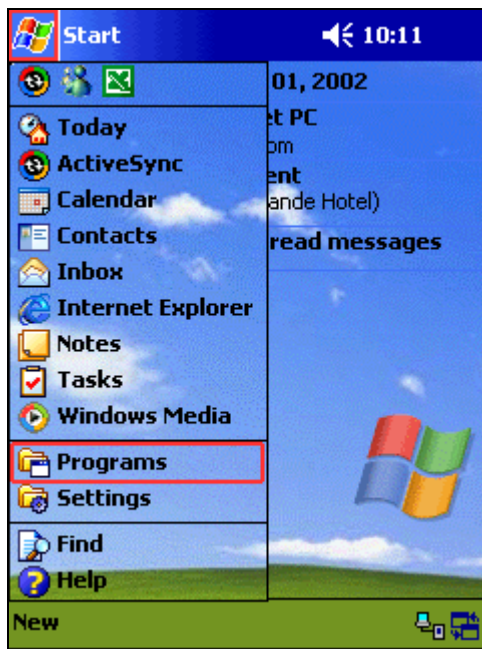 Start 10:11
01, 2002
Today
et PC
om
ActiveSync
ent
Calendar
ande Hotel)
Contacts
read messages
Inbox
Internet Explorer
Notes
Tasks
Windows Media
Programs
Settings
Find
Help
New